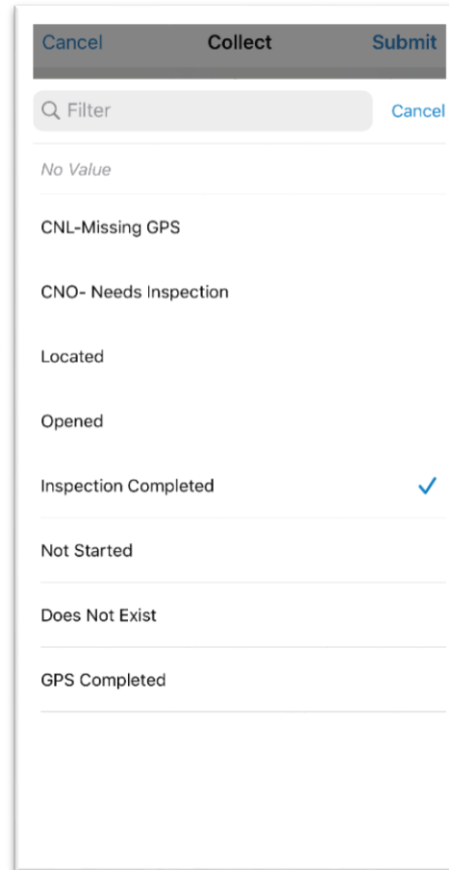 Cancel Collect Submit
Filter Cancel
No Value
CNL-Missing GPS
CNO- Needs Inspection
Located
Opened
Inspection Completed
Not Started
Does Not Exist
GPS Completed